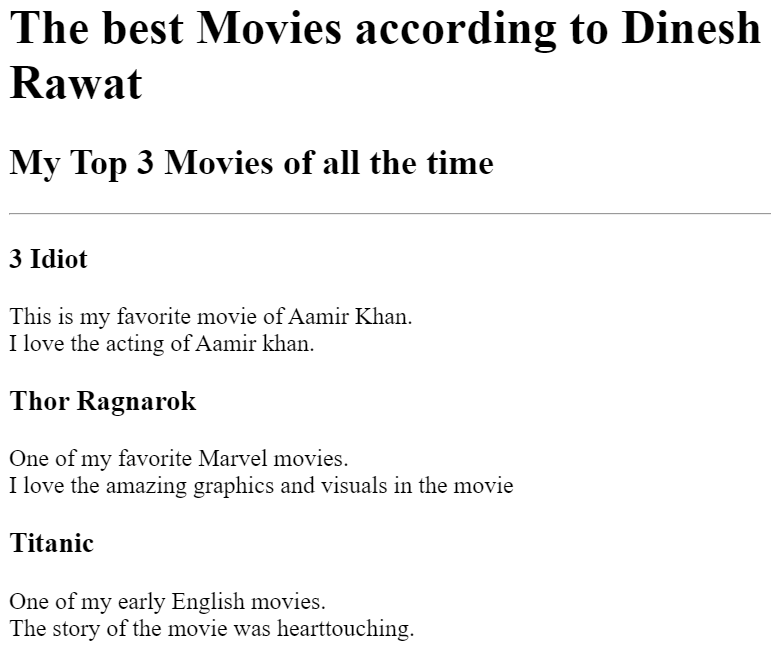 The best Movies according to Dinesh
Rawat
My Top 3 Movies of all the time
3 Idiot
This is my favorite movie of Aamir Khan.
I love the acting of Aamir khan.
Thor Ragnarok
One of my favorite Marvel movies.
I love the amazing graphics and visuals in the movie
Titanic
One of my early English movies.
The story of the movie was hearttouching.